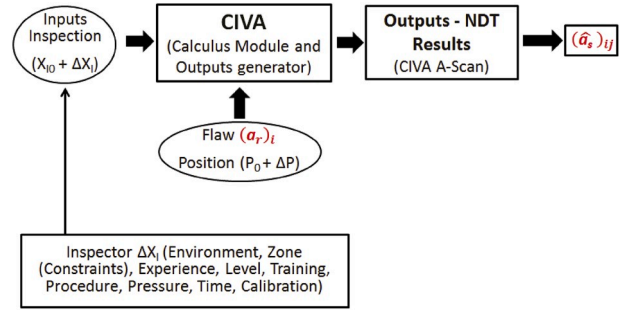 Inputs
Inspection
(X_I0 + ΔX_I)
CIVA
(Calculus Module and
Outputs generator)
Outputs - NDT
Results
(CIVA A-Scan)
(â_s)_ij
Flaw (a_r)_i
Position (P_0 + ΔP)
Inspector ΔX_I (Environment, Zone
(Constraints), Experience, Level, Training,
Procedure, Pressure, Time, Calibration)